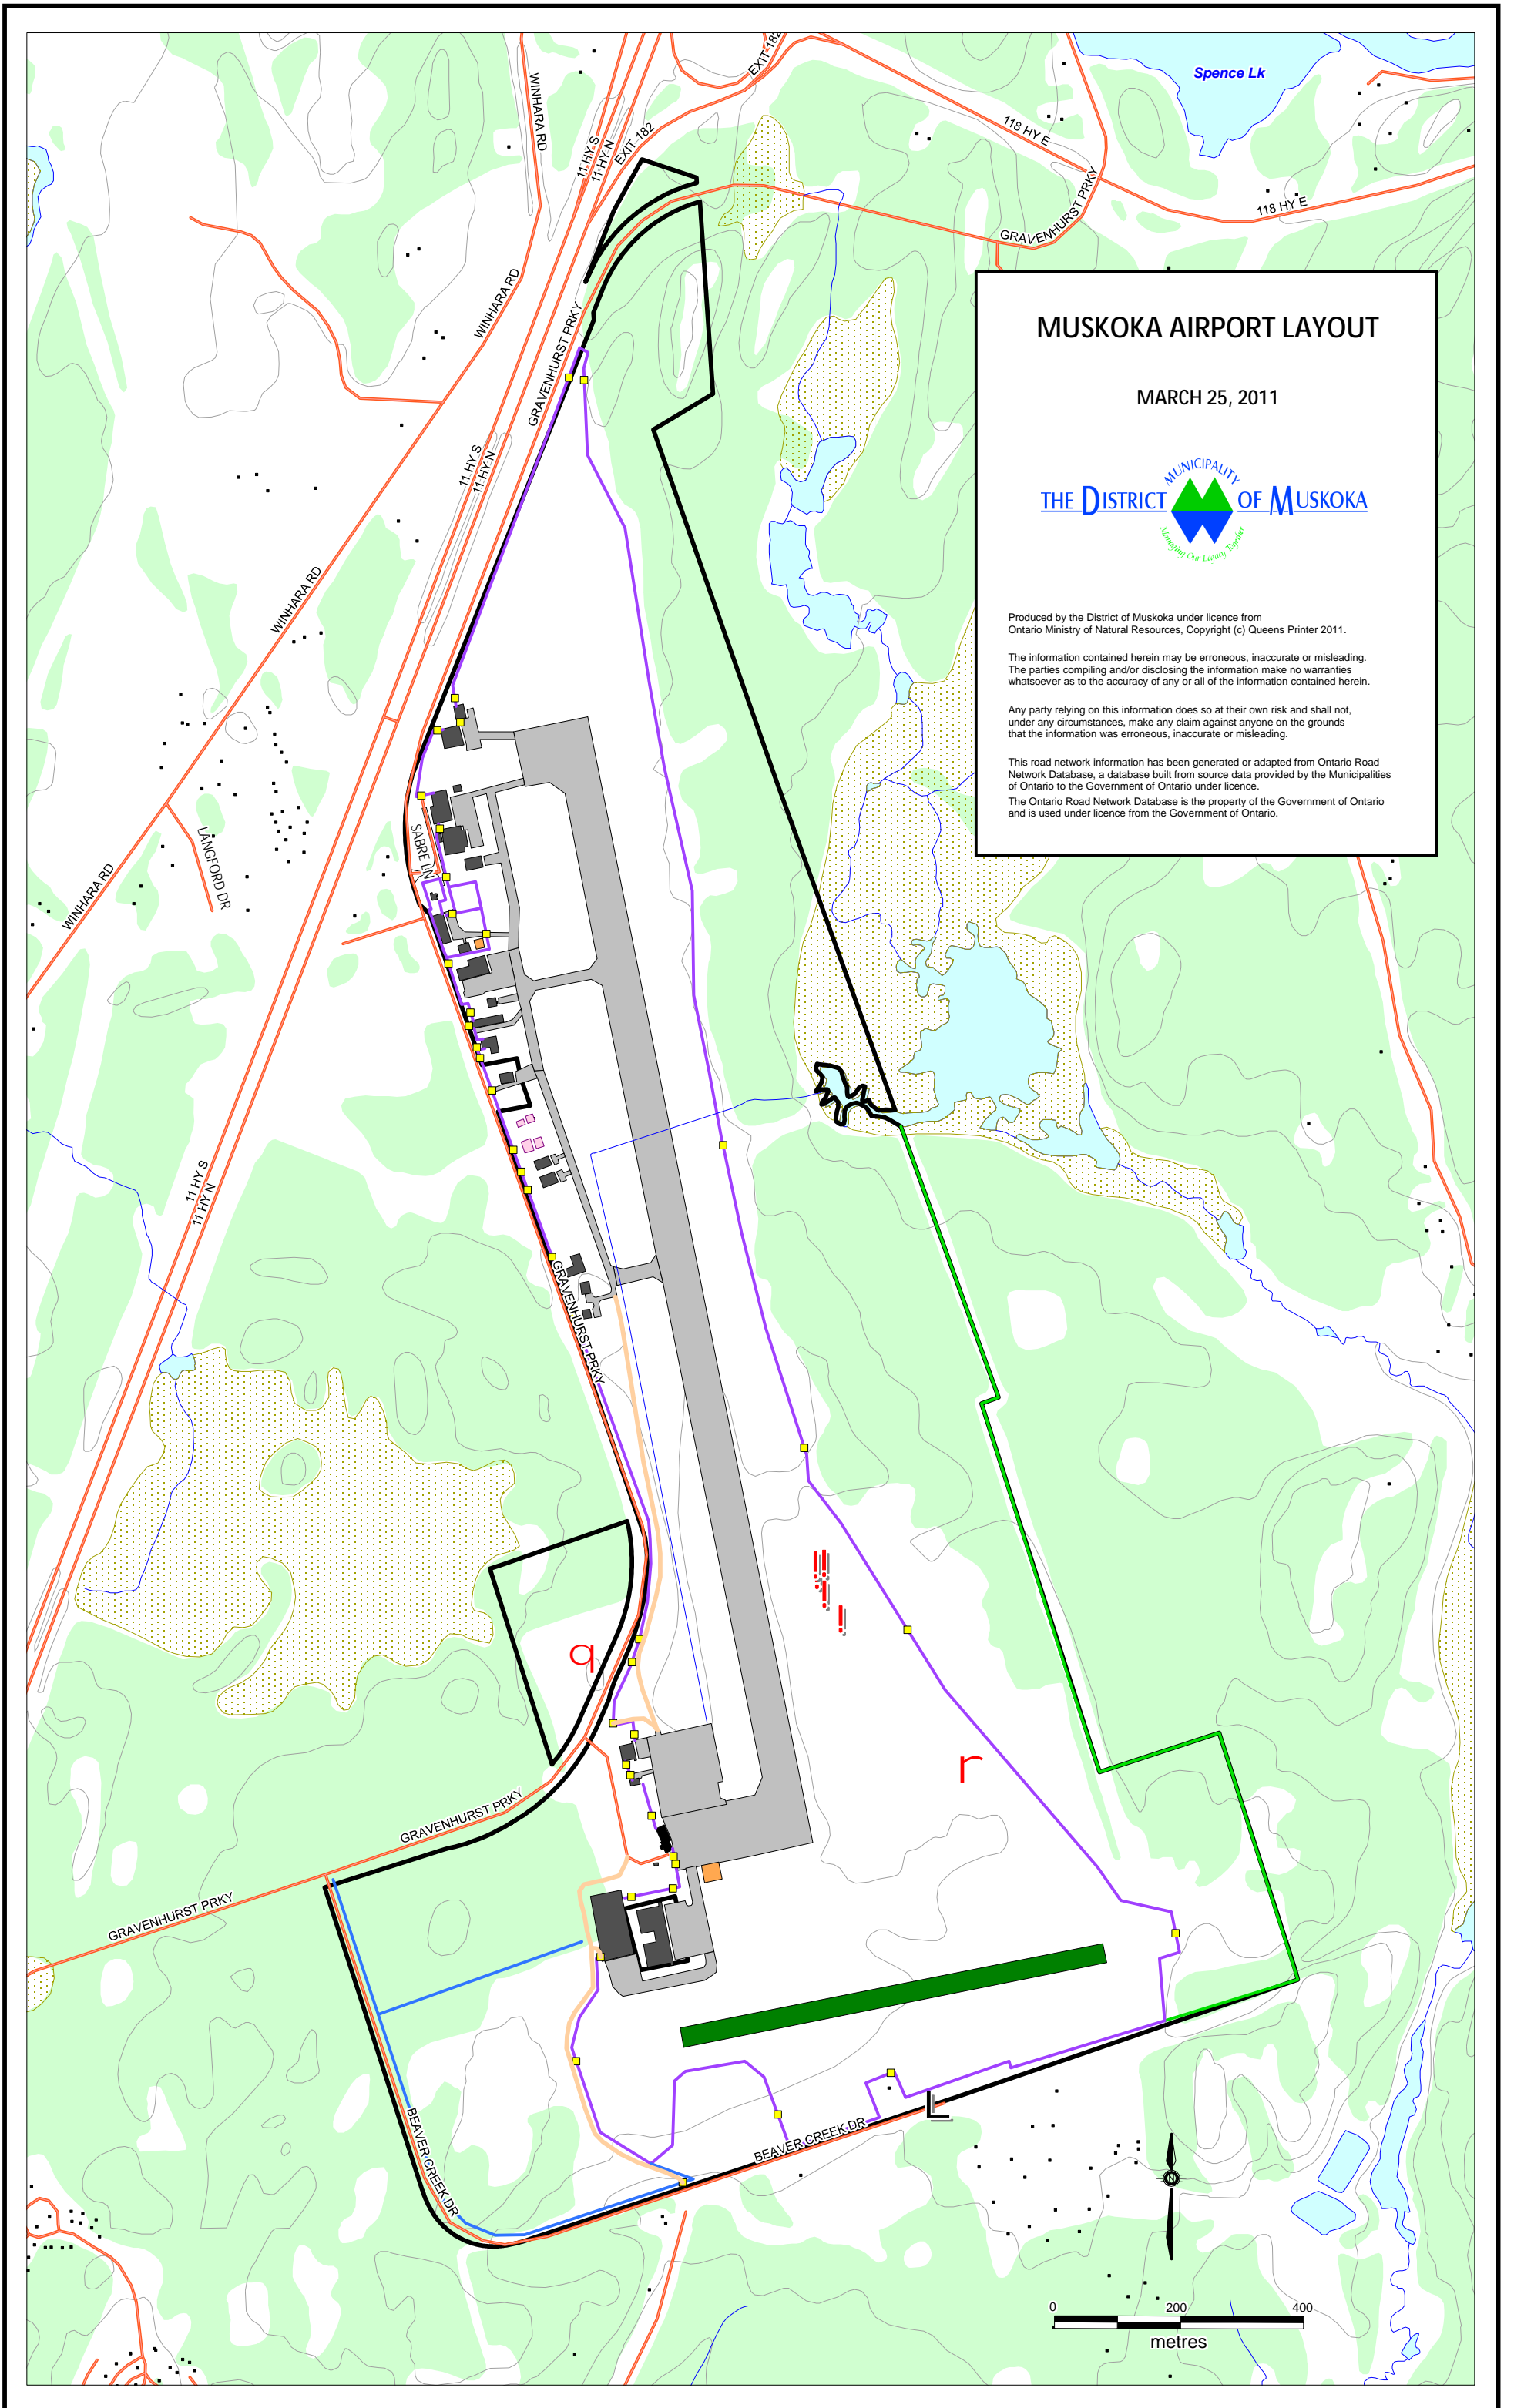 EXIT 182
Spence Lk
WINHARA RD
118 HY E
11 HY S
11 HY N
EXIT 182
GRAVENHURST PRKY
118 HY E
WINHARA RD
GRAVENHURST PRKY
MUSKOKA AIRPORT LAYOUT
MARCH 25, 2011
MUNICIPALITY
THE DISTRICT OF MUSKOKA
Managing Our Legacy Together
11 HY S
11 HY N
WINHARA RD
Produced by the District of Muskoka under licence from
Ontario Ministry of Natural Resources, Copyright (c) Queens Printer 2011.
The information contained herein may be erroneous, inaccurate or misleading.
The parties compiling and/or disclosing the information make no warranties
whatsoever as to the accuracy of any or all of the information contained herein.
Any party relying on this information does so at their own risk and shall not,
under any circumstances, make any claim against anyone on the grounds
that the information was erroneous, inaccurate or misleading.
This road network information has been generated or adapted from Ontario Road
Network Database, a database built from source data provided by the Municipalities
of Ontario to the Government of Ontario under licence.
The Ontario Road Network Database is the property of the Government of Ontario
and is used under licence from the Government of Ontario.
SABRE LN
LANGFORD DR
WINHARA RD
11 HY S
11 HY N
GRAVENHURST PRKY
!!
!
!
q
r
GRAVENHURST PRKY
GRAVENHURST PRKY
L
BEAVER CREEK DR
BEAVER CREEK DR
N
0 200 400
metres